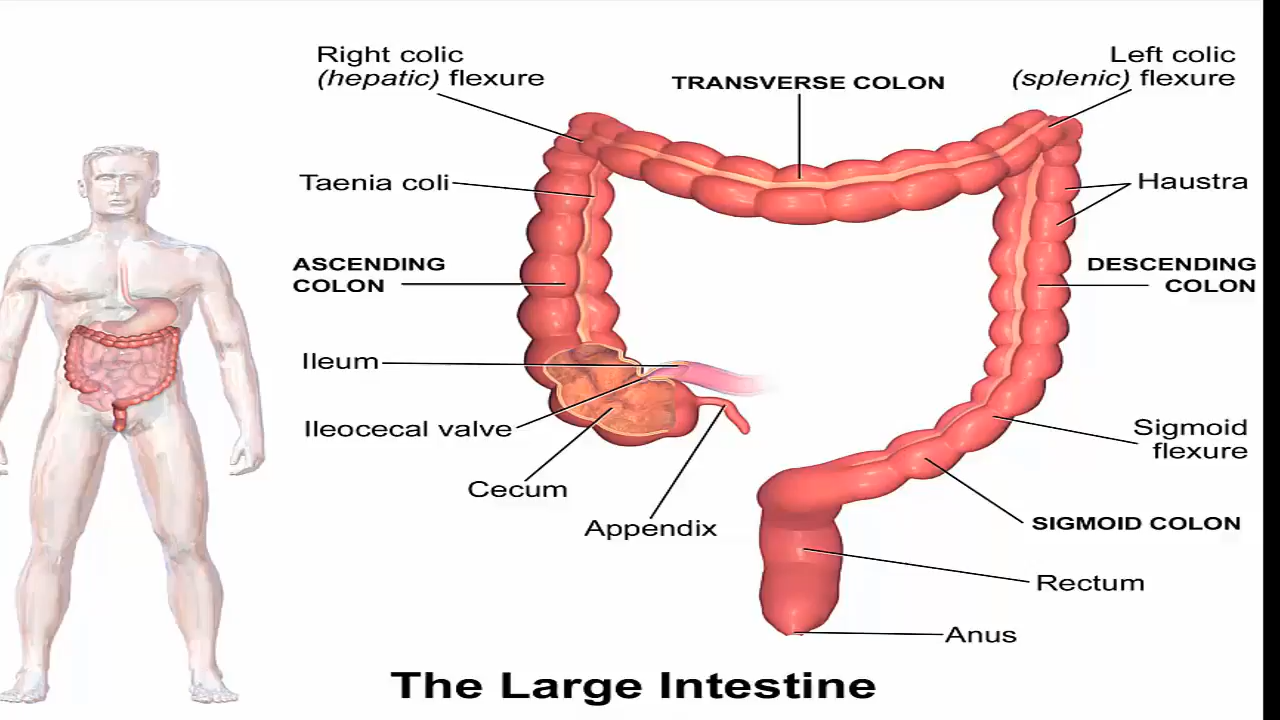 Right colic
(hepatic) flexure
TRANSVERSE COLON
Left colic
(splenic) flexure
Taenia coli
Haustra
ASCENDING
COLON
DESCENDING
COLON
Ileum
Ileocecal valve
Sigmoid
flexure
Cecum
Appendix
SIGMOID COLON
Rectum
Anus
The Large Intestine